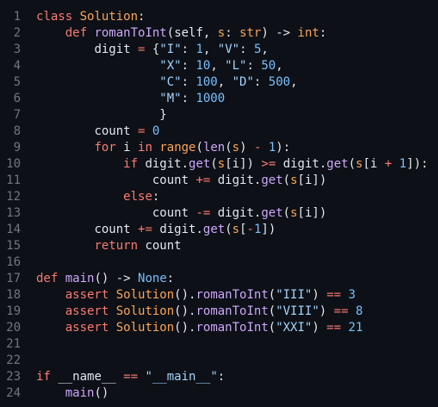 1 class Solution:
2     def romanToInt(self, s: str) -> int:
3         digit = {"I": 1, "V": 5,
4                  "X": 10, "L": 50,
5                  "C": 100, "D": 500,
6                  "M": 1000
7                  }
8         count = 0
9         for i in range(len(s) - 1):
10             if digit.get(s[i]) >= digit.get(s[i + 1]):
11                 count += digit.get(s[i])
12             else:
13                 count -= digit.get(s[i])
14         count += digit.get(s[-1])
15         return count
16
17 def main() -> None:
18     assert Solution().romanToInt("III") == 3
19     assert Solution().romanToInt("VIII") == 8
20     assert Solution().romanToInt("XXI") == 21
21
22
23 if __name__ == "__main__":
24     main()